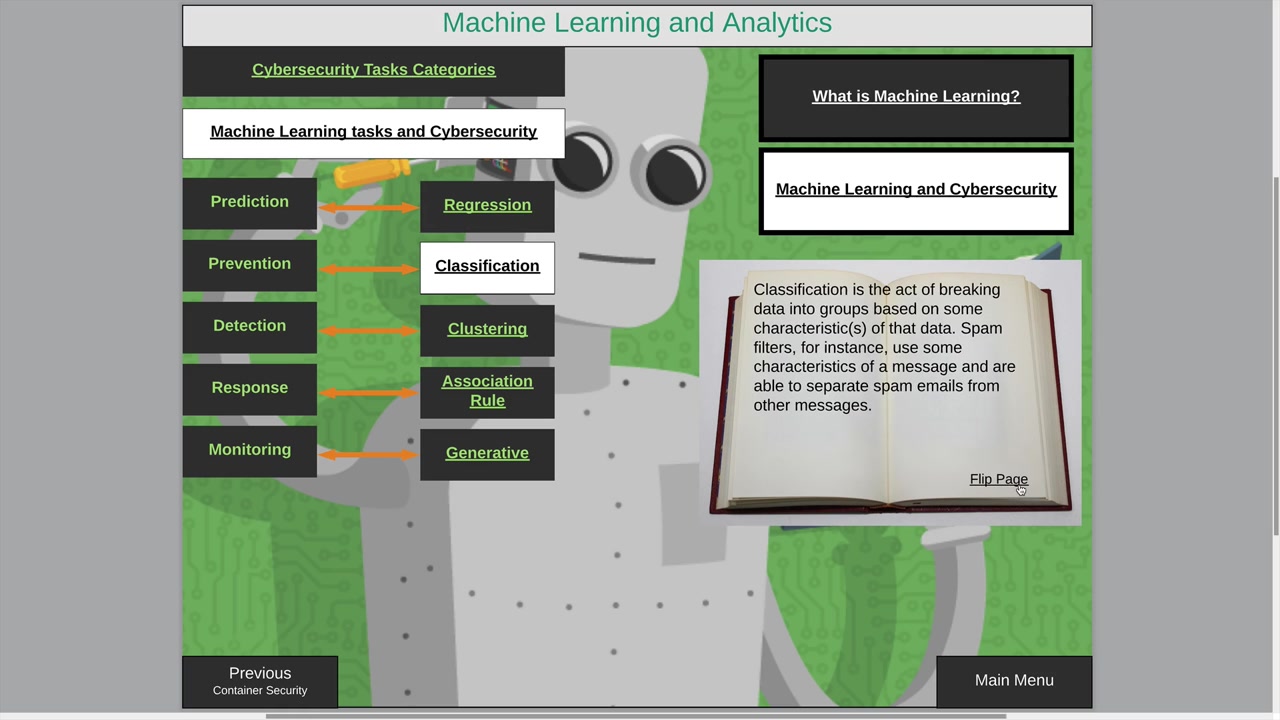 Machine Learning and Analytics
Cybersecurity Tasks Categories
Machine Learning tasks and Cybersecurity
What is Machine Learning?
Machine Learning and Cybersecurity
Prediction
Regression
Prevention
Classification
Detection
Clustering
Response
Association
Rule
Monitoring
Generative
Classification is the act of breaking
data into groups based on some
characteristic(s) of that data. Spam
filters, for instance, use some
characteristics of a message and are
able to separate spam emails from
other messages.
Flip Page
Previous
Container Security
Main Menu